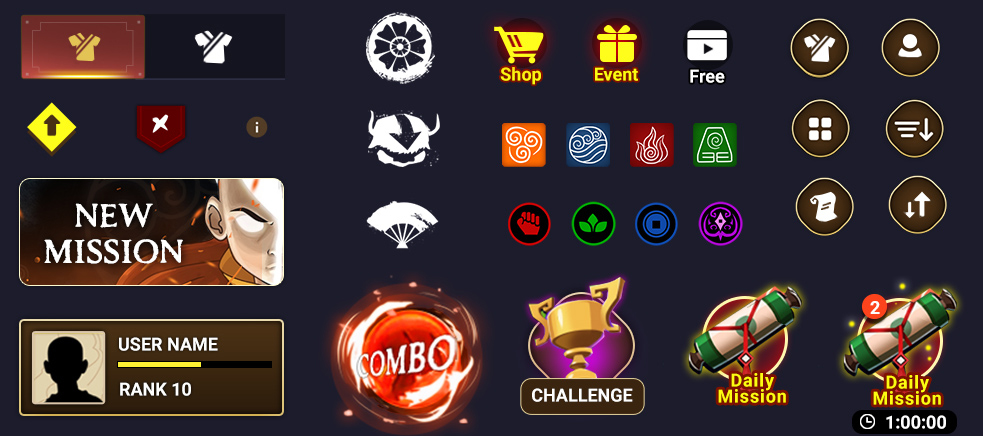 Shop
Event
Free
i
NEW
MISSION
USER NAME
RANK 10
COMBO
CHALLENGE
Daily
Mission
2
Daily
Mission
1:00:00